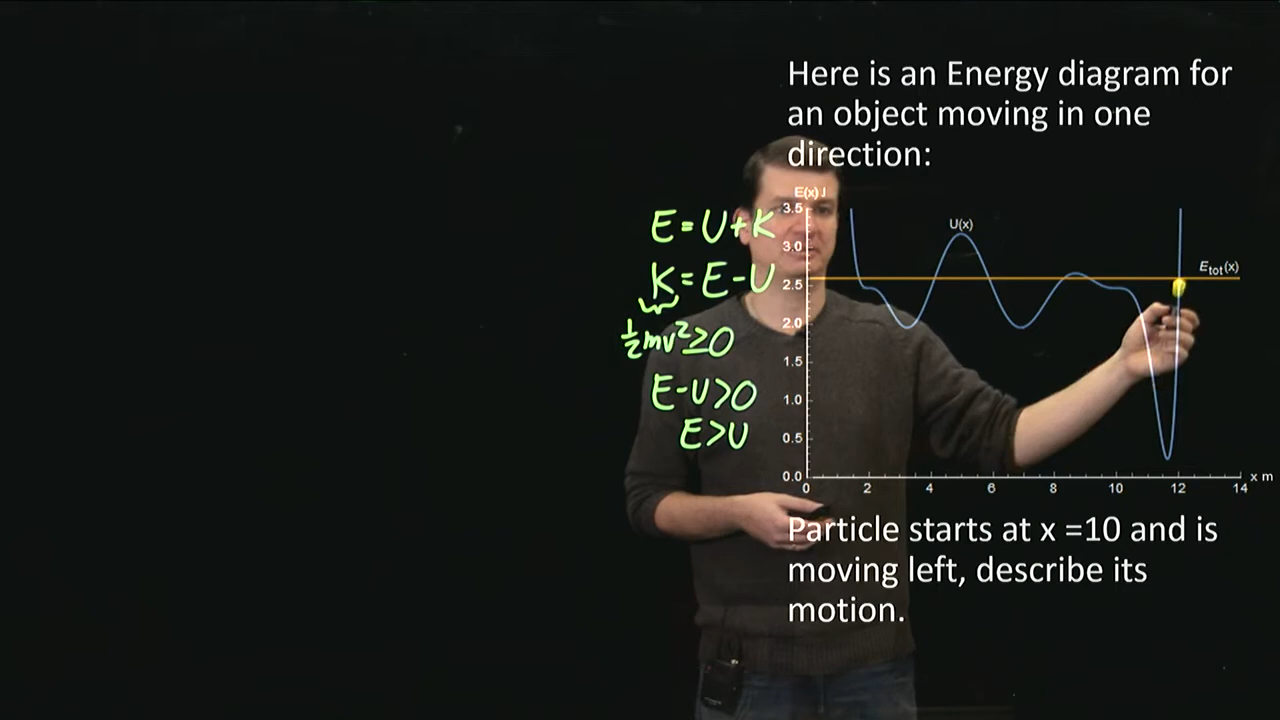 Here is an Energy diagram for
an object moving in one
direction:
E(x) J
3.5
3.0
2.5
2.0
1.5
1.0
0.5
0.0
0 2 4 6 8 10 12 14 x m
U(x)
E_tot(x)
E=U+K
K=E-U
½mv²≥0
E-U>0
E>U
Particle starts at x =10 and is
moving left, describe its
motion.